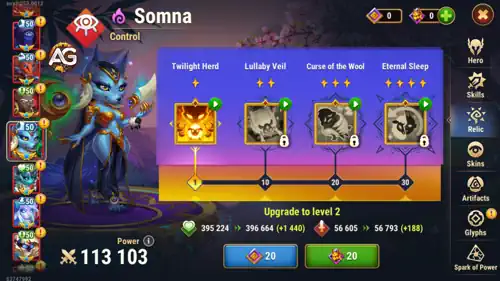 Somna
Control
AG
0
0
Twilight Herd
Lullaby Veil
Curse of the Wool
Eternal Sleep
1
10
20
30
Upgrade to level 2
395 224 396 664 (+1 440) 56 605 56 793 (+188)
Power i
113 103
20
20
Hero
Skills
Relic
Skins
Artifacts
Glyphs
Spark of Power
50
50
50
50
50
50